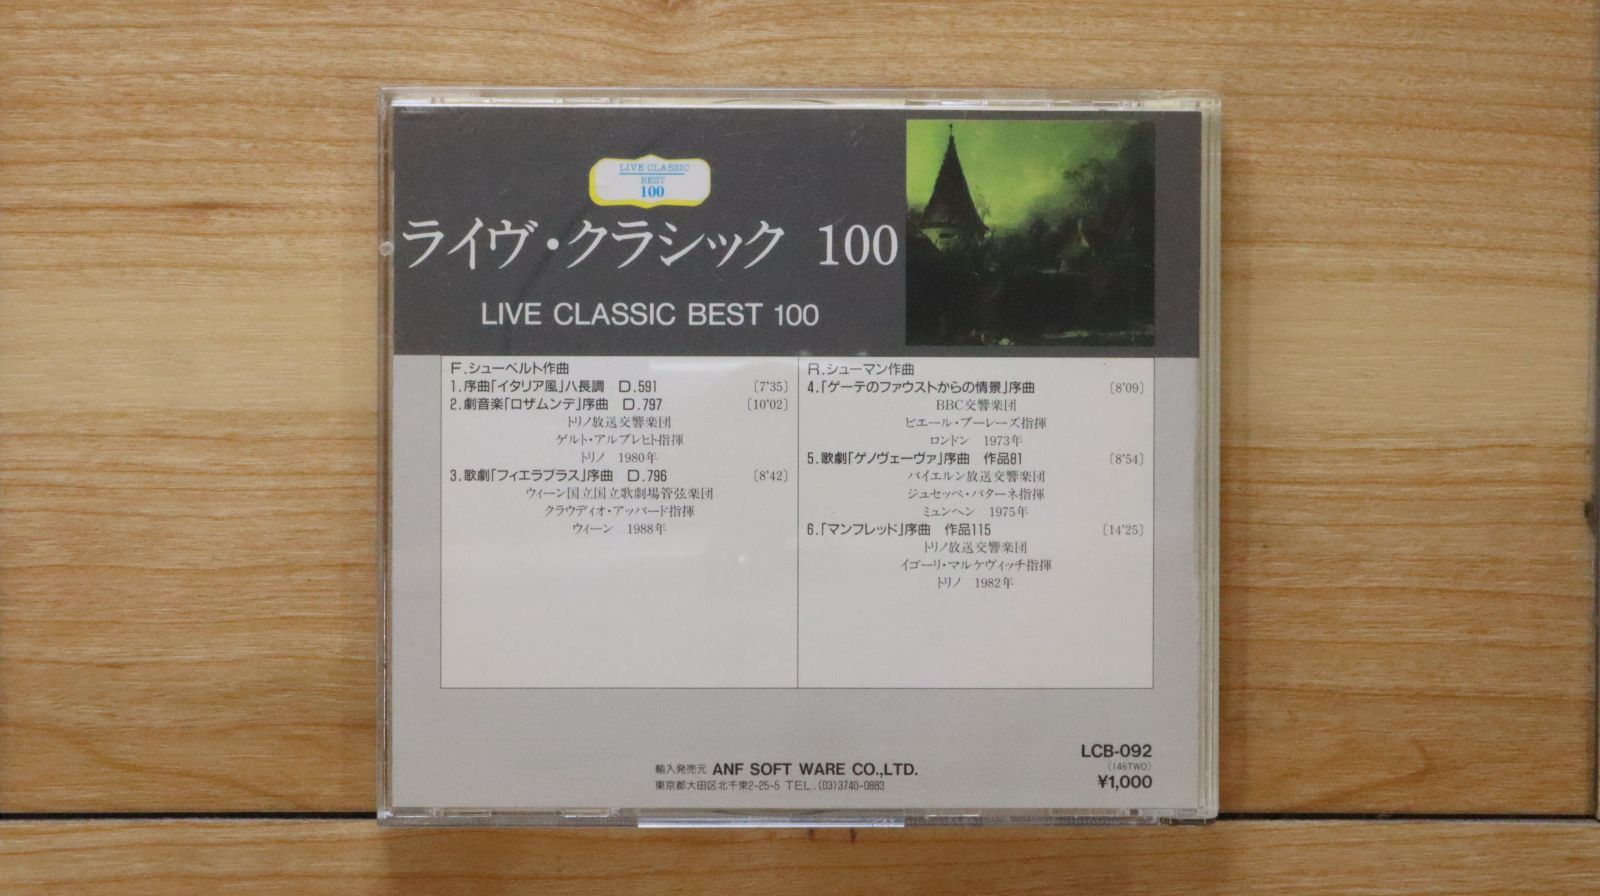 LIVE CLASSIC
BEST
100
ライヴ・クラシック 100
LIVE CLASSIC BEST 100
F.シューベルト作曲
1.序曲「イタリア風」ハ長調 D.591 〔7'35〕
2.劇音楽「ロザムンデ」序曲 D.797 〔10'02〕
トリノ放送交響楽団
ゲルト・アルブレヒト指揮
トリノ 1980年
3.歌劇「フィエラブラス」序曲 D.796 〔8'42〕
ウィーン国立国立歌劇場管弦楽団
クラウディオ・アッバード指揮
ウィーン 1988年
R.シューマン作曲
4.「ゲーテのファウストからの情景」序曲 〔8'09〕
BBC交響楽団
ピエール・ブーレーズ指揮
ロンドン 1973年
5.歌劇「ゲノヴェーヴァ」序曲 作品81 〔8'54〕
バイエルン放送交響楽団
ジュセッペ・パターネ指揮
ミュンヘン 1975年
6.「マンフレッド」序曲 作品115 〔14'25〕
トリノ放送交響楽団
イゴーリ・マルケヴィッチ指揮
トリノ 1982年
LCB-092
(146TWO)
¥1,000
輸入発売元 ANF SOFT WARE CO.,LTD.
東京都大田区北千束2-25-5 TEL.(03)3740-0883